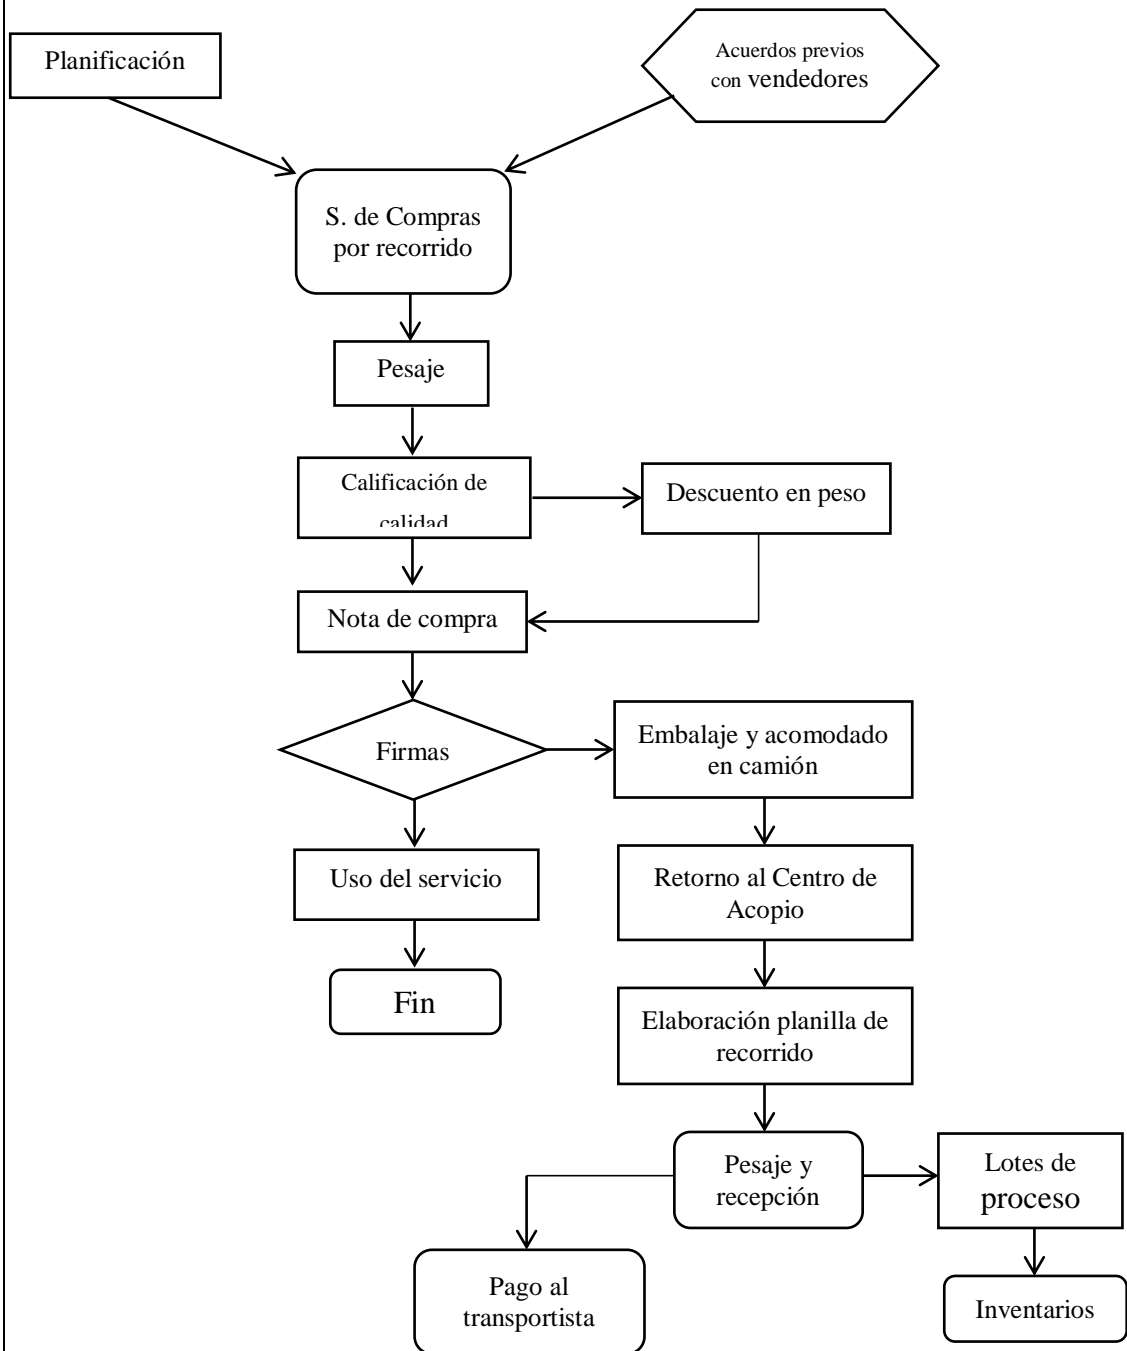 Planificación
Acuerdos previos
con vendedores
S. de Compras
por recorrido
Pesaje
Calificación de
calidad
Descuento en peso
Nota de compra
Firmas
Embalaje y acomodado
en camión
Uso del servicio
Retorno al Centro de
Acopio
Fin
Elaboración planilla de
recorrido
Pesaje y
recepción
Lotes de
proceso
Pago al
transportista
Inventarios